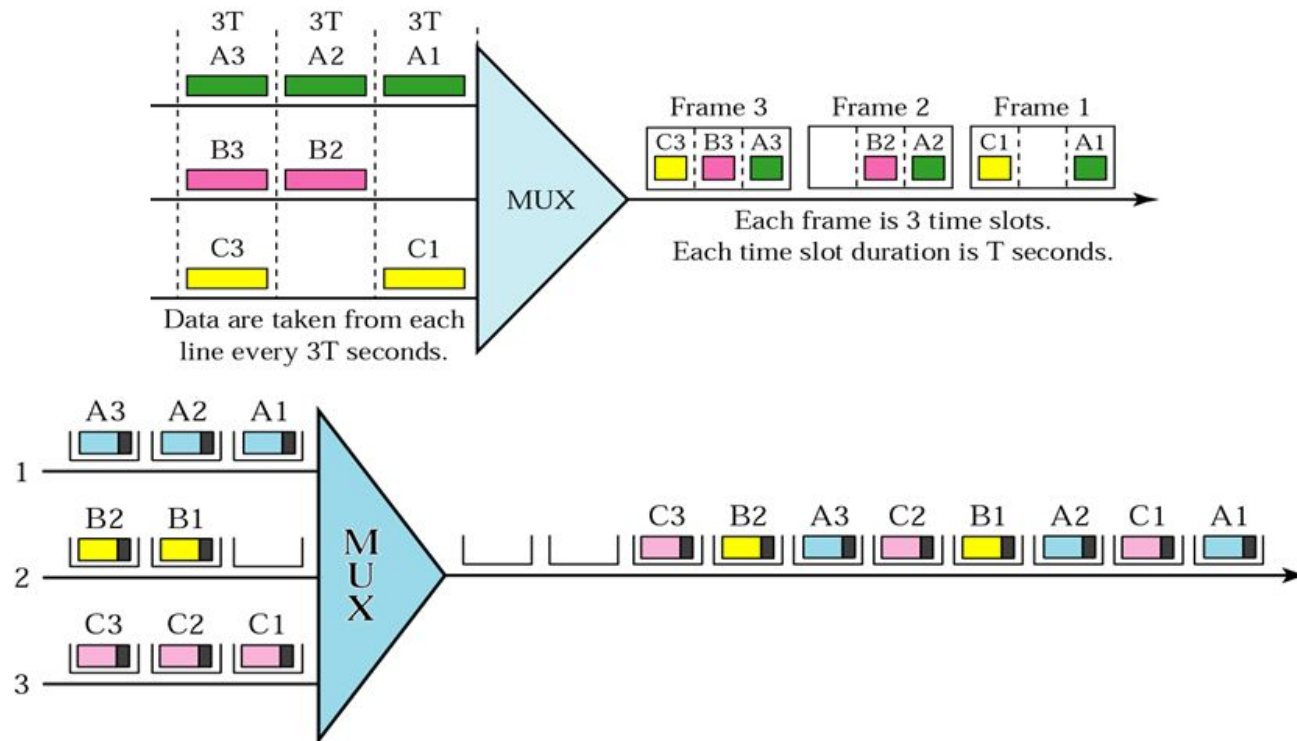 3T 3T 3T
A3 A2 A1
Frame 3 Frame 2 Frame 1
C3 B3 A3 B2 A2 C1 A1
B3 B2
MUX
Each frame is 3 time slots.
Each time slot duration is T seconds.
C3 C1
Data are taken from each
line every 3T seconds.
A3 A2 A1
1
B2 B1
2
C3 C2 C1
3
M
U
X
C3 B2 A3 C2 B1 A2 C1 A1